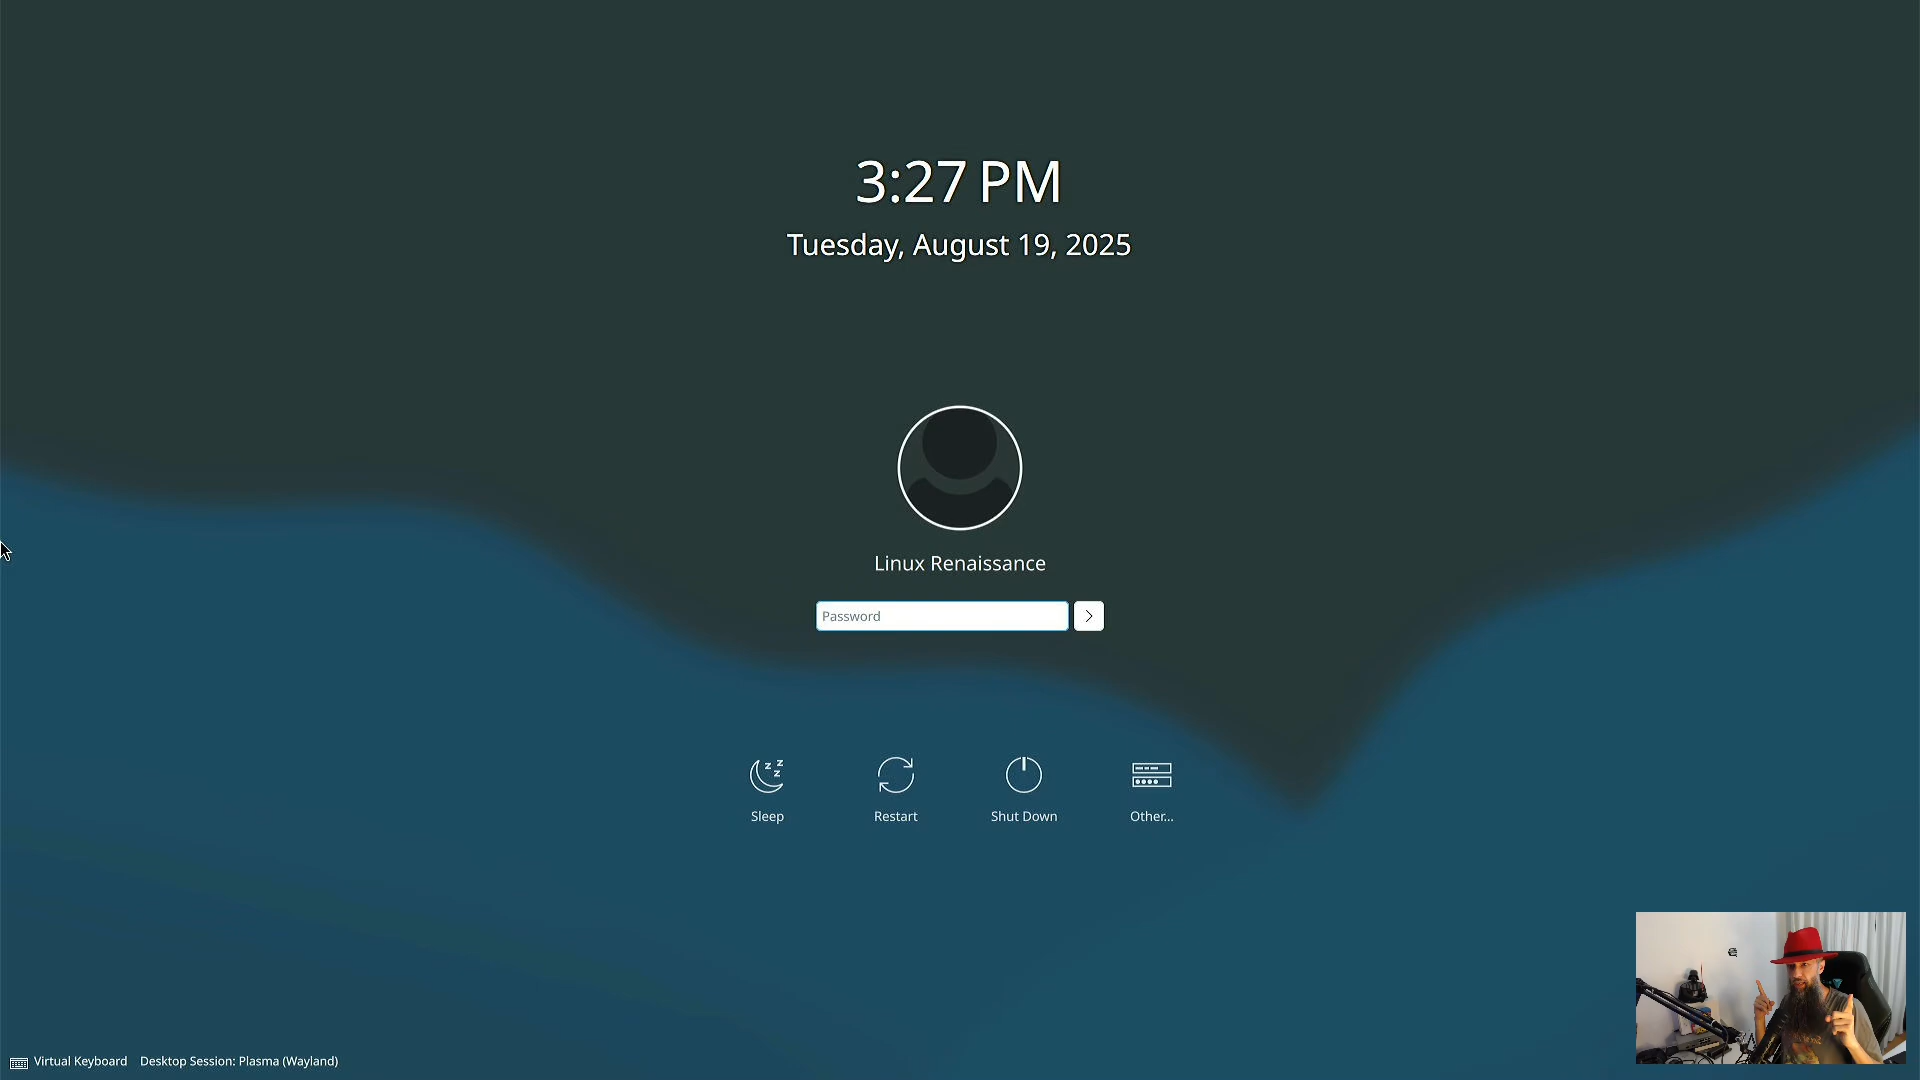 3:27 PM
Tuesday, August 19, 2025
Linux Renaissance
Password
Sleep
Restart
Shut Down
Other...
Virtual Keyboard
Desktop Session: Plasma (Wayland)